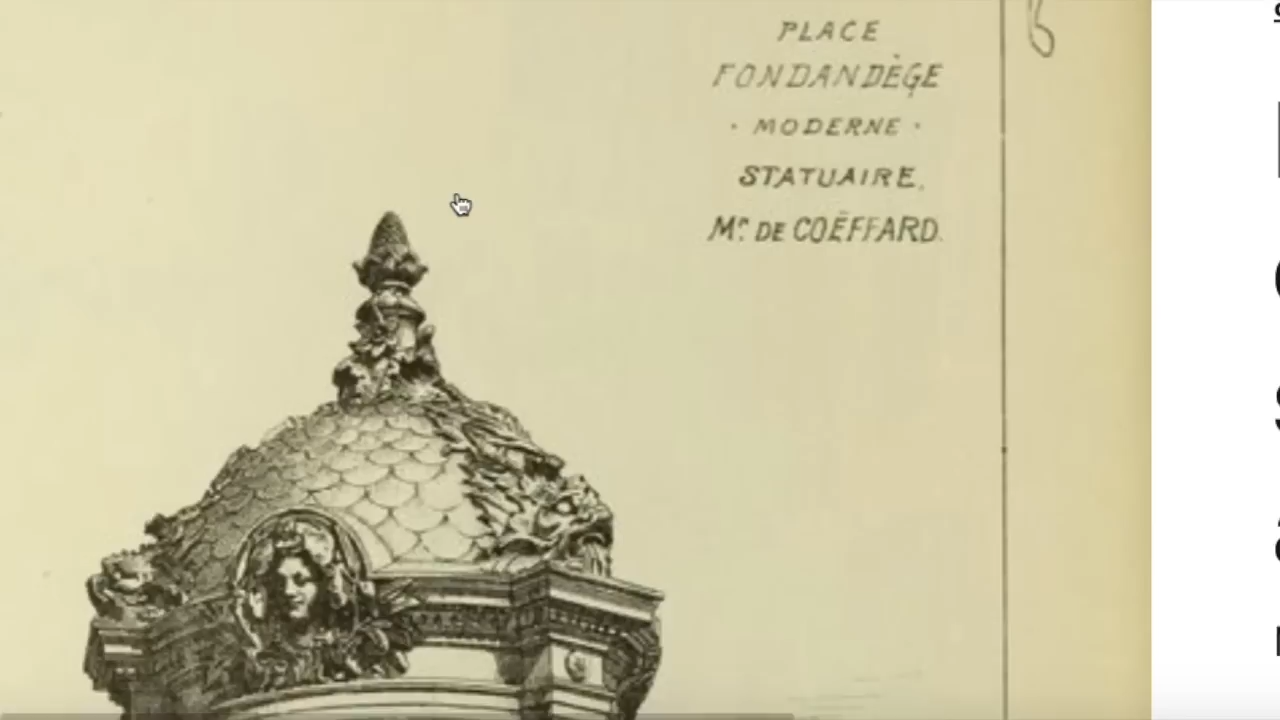 PLACE
FONDANDÈGE
· MODERNE ·
STATUAIRE.
Mr. DE COËFFARD.